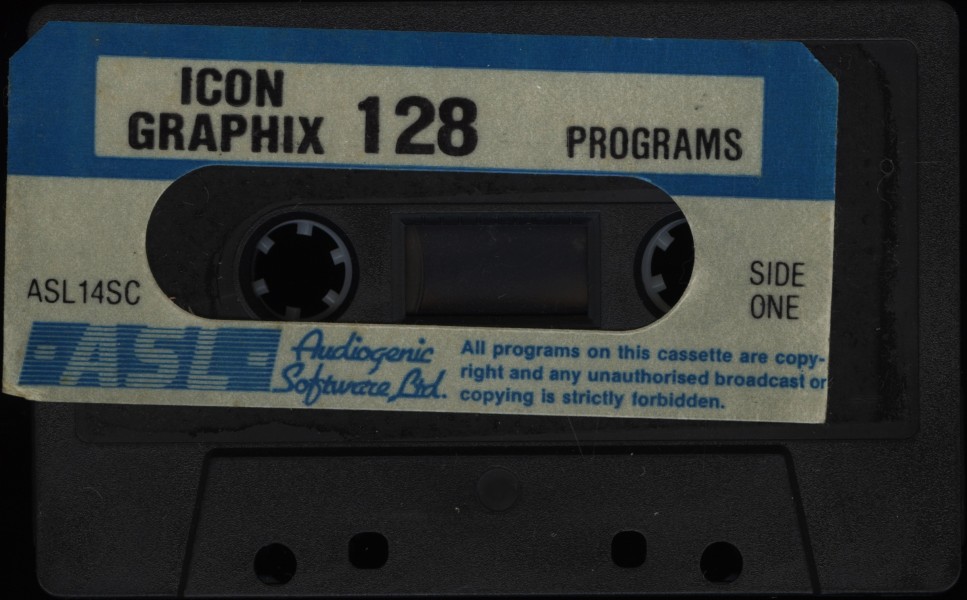 ICON
GRAPHIX 128 PROGRAMS
ASL14SC
SIDE
ONE
ASL
Audiogenic
Software Ltd.
All programs on this cassette are copy-
right and any unauthorised broadcast or
copying is strictly forbidden.